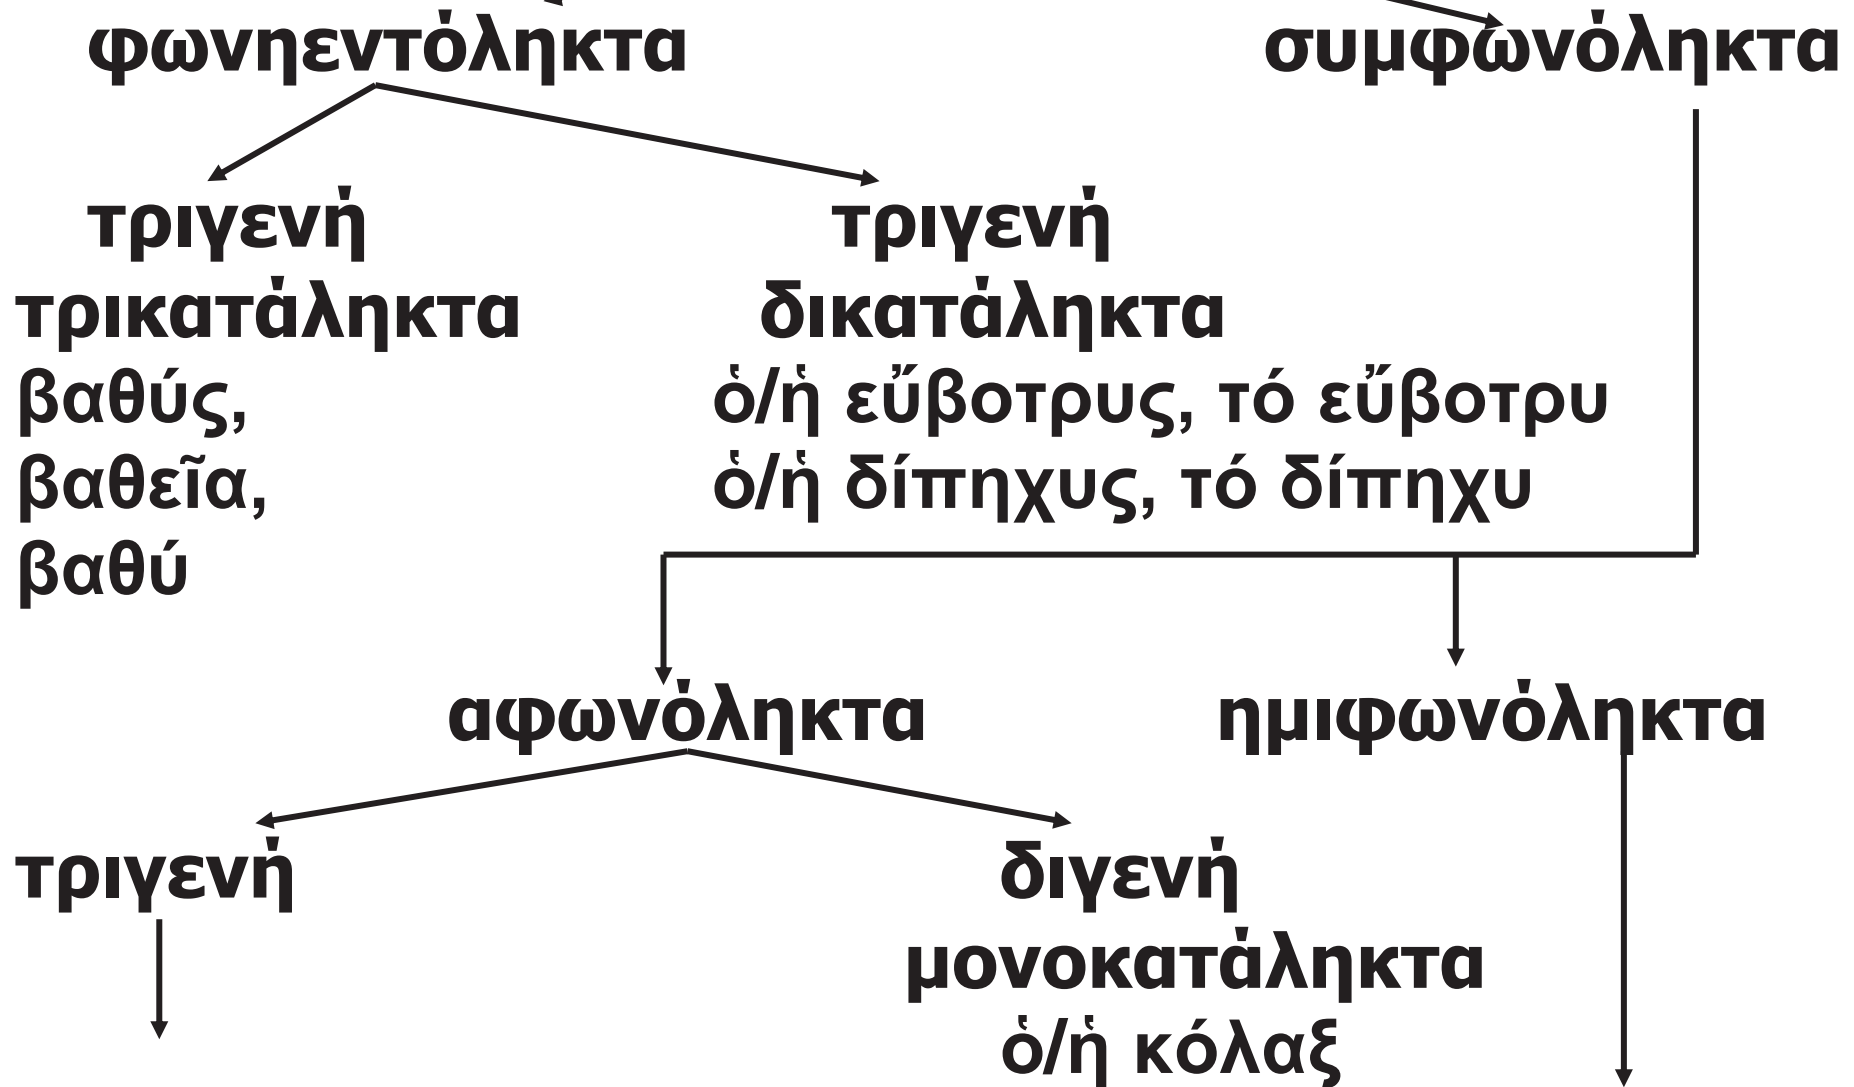 φωνηεντόληκτα συμφωνόληκτα
τριγενή τριγενή
τρικατάληκτα δικατάληκτα
βαθύς, ὁ/ἡ εὔβοτρυς, τό εὔβοτρυ
βαθεῖα, ὁ/ἡ δίπηχυς, τό δίπηχυ
βαθύ
αφωνόληκτα ημιφωνόληκτα
τριγενή διγενή
μονοκατάληκτα
ὁ/ἡ κόλαξ